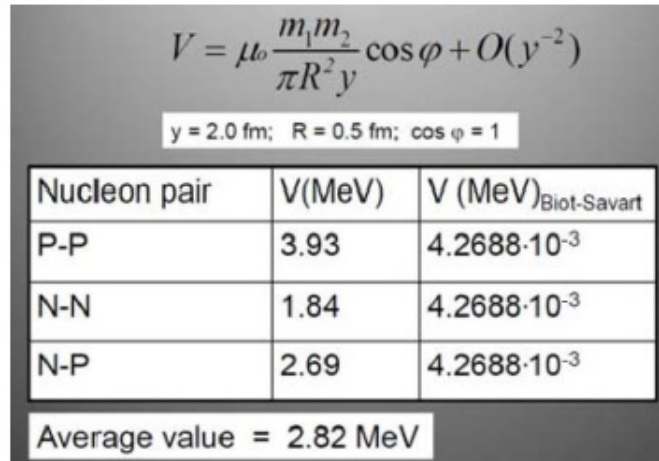 V = μₒ m₁m₂ / πR²y cos φ + O(y⁻²)
y = 2.0 fm; R = 0.5 fm; cos φ = 1
Nucleon pair V(MeV) V (MeV)Biot-Savart
P-P 3.93 4.2688·10⁻³
N-N 1.84 4.2688·10⁻³
N-P 2.69 4.2688·10⁻³
Average value = 2.82 MeV